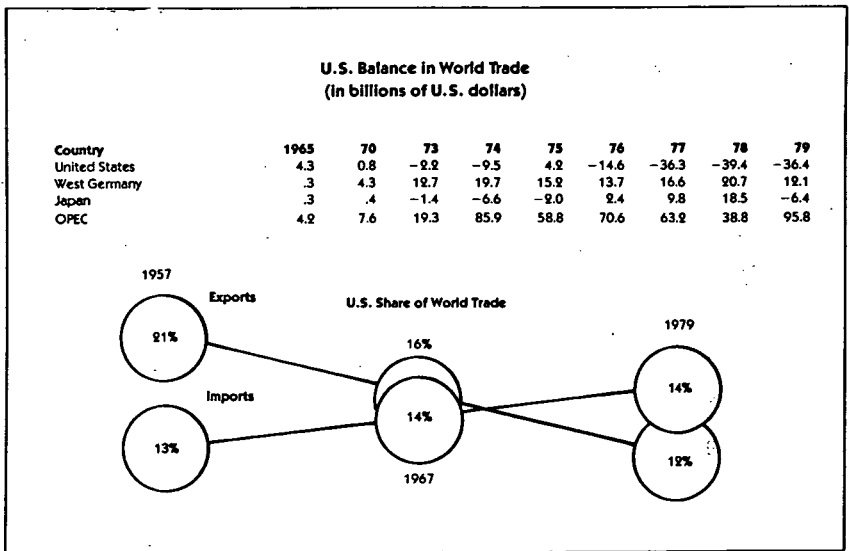 U.S. Balance in World Trade
(in billions of U.S. dollars)
Country 1965 70 73 74 75 76 77 78 79
United States 4.3 0.8 −2.2 −9.5 4.2 −14.6 −36.3 −39.4 −36.4
West Germany .3 4.3 12.7 19.7 15.2 13.7 16.6 20.7 12.1
Japan .3 .4 −1.4 −6.6 −2.0 2.4 9.8 18.5 −6.4
OPEC 4.2 7.6 19.3 85.9 58.8 70.6 63.2 38.8 95.8
1957
Exports
U.S. Share of World Trade
1979
21%
16%
14%
Imports
14%
13%
12%
1967